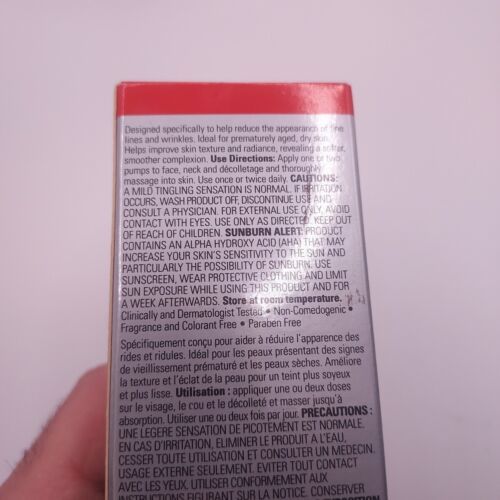 Designed specifically to help reduce the appearance of fine
lines and wrinkles. Ideal for prematurely aged, dry skin.
Helps improve skin texture and radiance, revealing a softer,
smoother complexion. Use Directions: Apply one or two
pumps to face, neck and décolletage and thoroughly
massage into skin. Use once or twice daily. CAUTIONS:
A MILD TINGLING SENSATION IS NORMAL. IF IRRITATION
OCCURS, WASH PRODUCT OFF, DISCONTINUE USE AND
CONSULT A PHYSICIAN. FOR EXTERNAL USE ONLY. AVOID
CONTACT WITH EYES. USE ONLY AS DIRECTED. KEEP OUT
OF REACH OF CHILDREN. SUNBURN ALERT: PRODUCT
CONTAINS AN ALPHA HYDROXY ACID (AHA) THAT MAY
INCREASE YOUR SKIN'S SENSITIVITY TO THE SUN AND
PARTICULARLY THE POSSIBILITY OF SUNBURN. USE
SUNSCREEN, WEAR PROTECTIVE CLOTHING AND LIMIT
SUN EXPOSURE WHILE USING THIS PRODUCT AND FOR
A WEEK AFTERWARDS. Store at room temperature.
Clinically and Dermatologist Tested • Non-Comedogenic •
Fragrance and Colorant Free • Paraben Free
Spécifiquement conçu pour aider à réduire l'apparence des
rides et ridules. Idéal pour les peaux présentant des signes
de vieillissement prématuré et les peaux sèches. Améliore
la texture et l'éclat de la peau pour un teint plus soyeux
et plus lisse. Utilisation : appliquer une ou deux doses
sur le visage, le cou et le décolleté et masser jusqu'à
absorption. Utiliser une ou deux fois par jour. PRÉCAUTIONS :
UNE LEGERE SENSATION DE PICOTEMENT EST NORMALE.
EN CAS D'IRRITATION, ELIMINER LE PRODUIT A L'EAU,
CESSER TOUTE UTILISATION ET CONSULTER UN MEDECIN.
USAGE EXTERNE SEULEMENT. EVITER TOUT CONTACT
AVEC LES YEUX. UTILISER CONFORMEMENT AUX
INSTRUCTIONS FIGURANT SUR LA NOTICE. CONSERVER